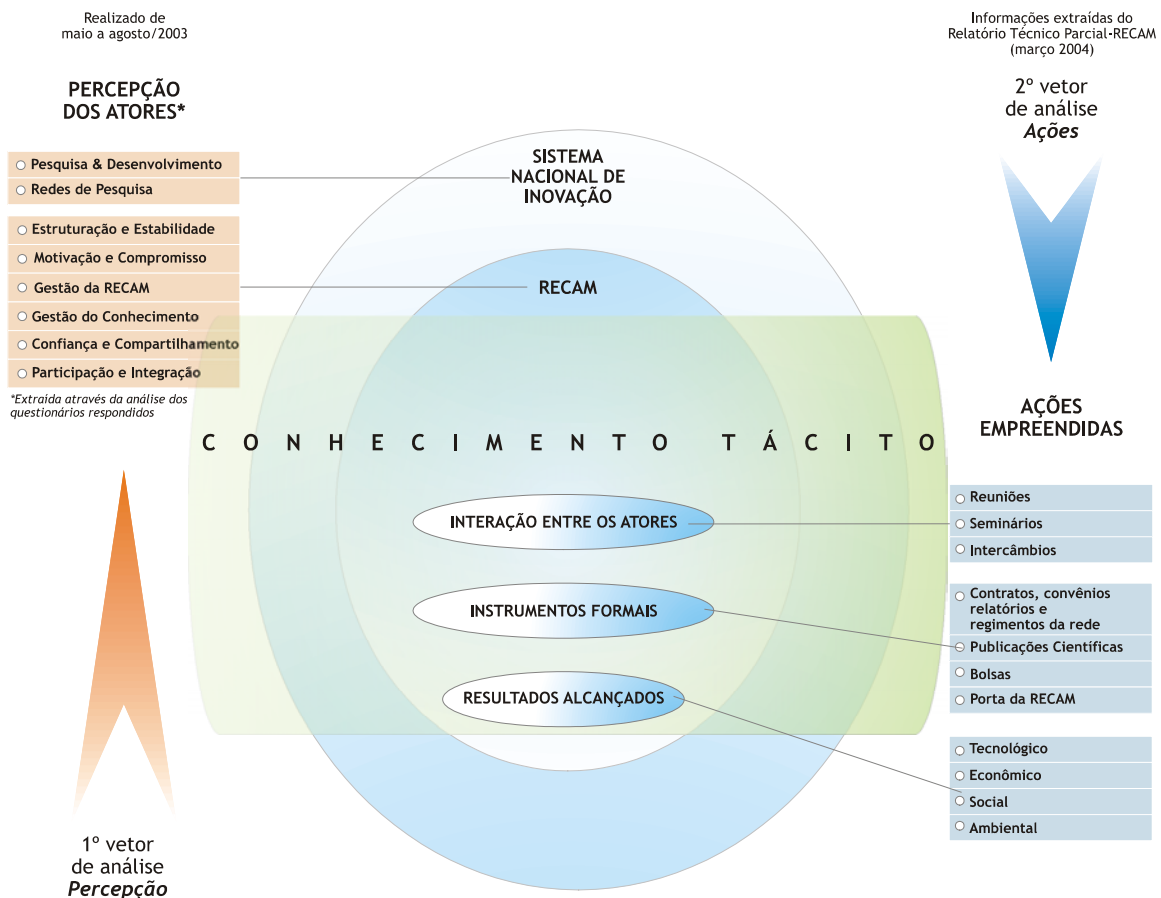 Realizado de
maio a agosto/2003
PERCEPÇÃO
DOS ATORES*
Pesquisa & Desenvolvimento
Redes de Pesquisa
Estruturação e Estabilidade
Motivação e Compromisso
Gestão da RECAM
Gestão do Conhecimento
Confiança e Compartilhamento
Participação e Integração
*Extraída através da análise dos
questionários respondidos
1º vetor
de análise
Percepção
SISTEMA
NACIONAL DE
INOVAÇÃO
RECAM
CONHECIMENTO TÁCITO
INTERAÇÃO ENTRE OS ATORES
INSTRUMENTOS FORMAIS
RESULTADOS ALCANÇADOS
Informações extraídas do
Relatório Técnico Parcial-RECAM
(março 2004)
2º vetor
de análise
Ações
AÇÕES
EMPREENDIDAS
Reuniões
Seminários
Intercâmbios
Contratos, convênios
relatórios e
regimentos da rede
Publicações Científicas
Bolsas
Porta da RECAM
Tecnológico
Econômico
Social
Ambiental